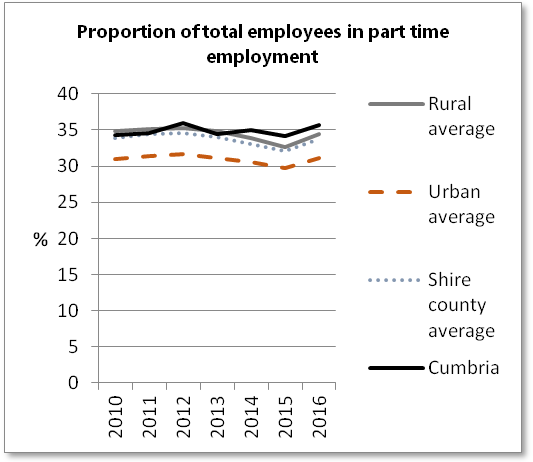 Proportion of total employees in part time
employment
40
35
30
25
20
15
10
5
0
%
2010
2011
2012
2013
2014
2015
2016
Rural
average
Urban
average
Shire
county
average
Cumbria